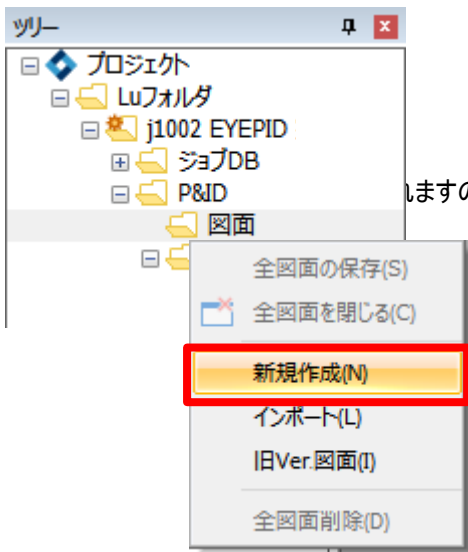 ツリー
プロジェクト
Luフォルダ
j1002 EYEPID
ジョブDB
P&ID
れますの
図面
全図面の保存(S)
全図面を閉じる(C)
新規作成(N)
インポート(L)
旧Ver.図面(I)
全図面削除(D)